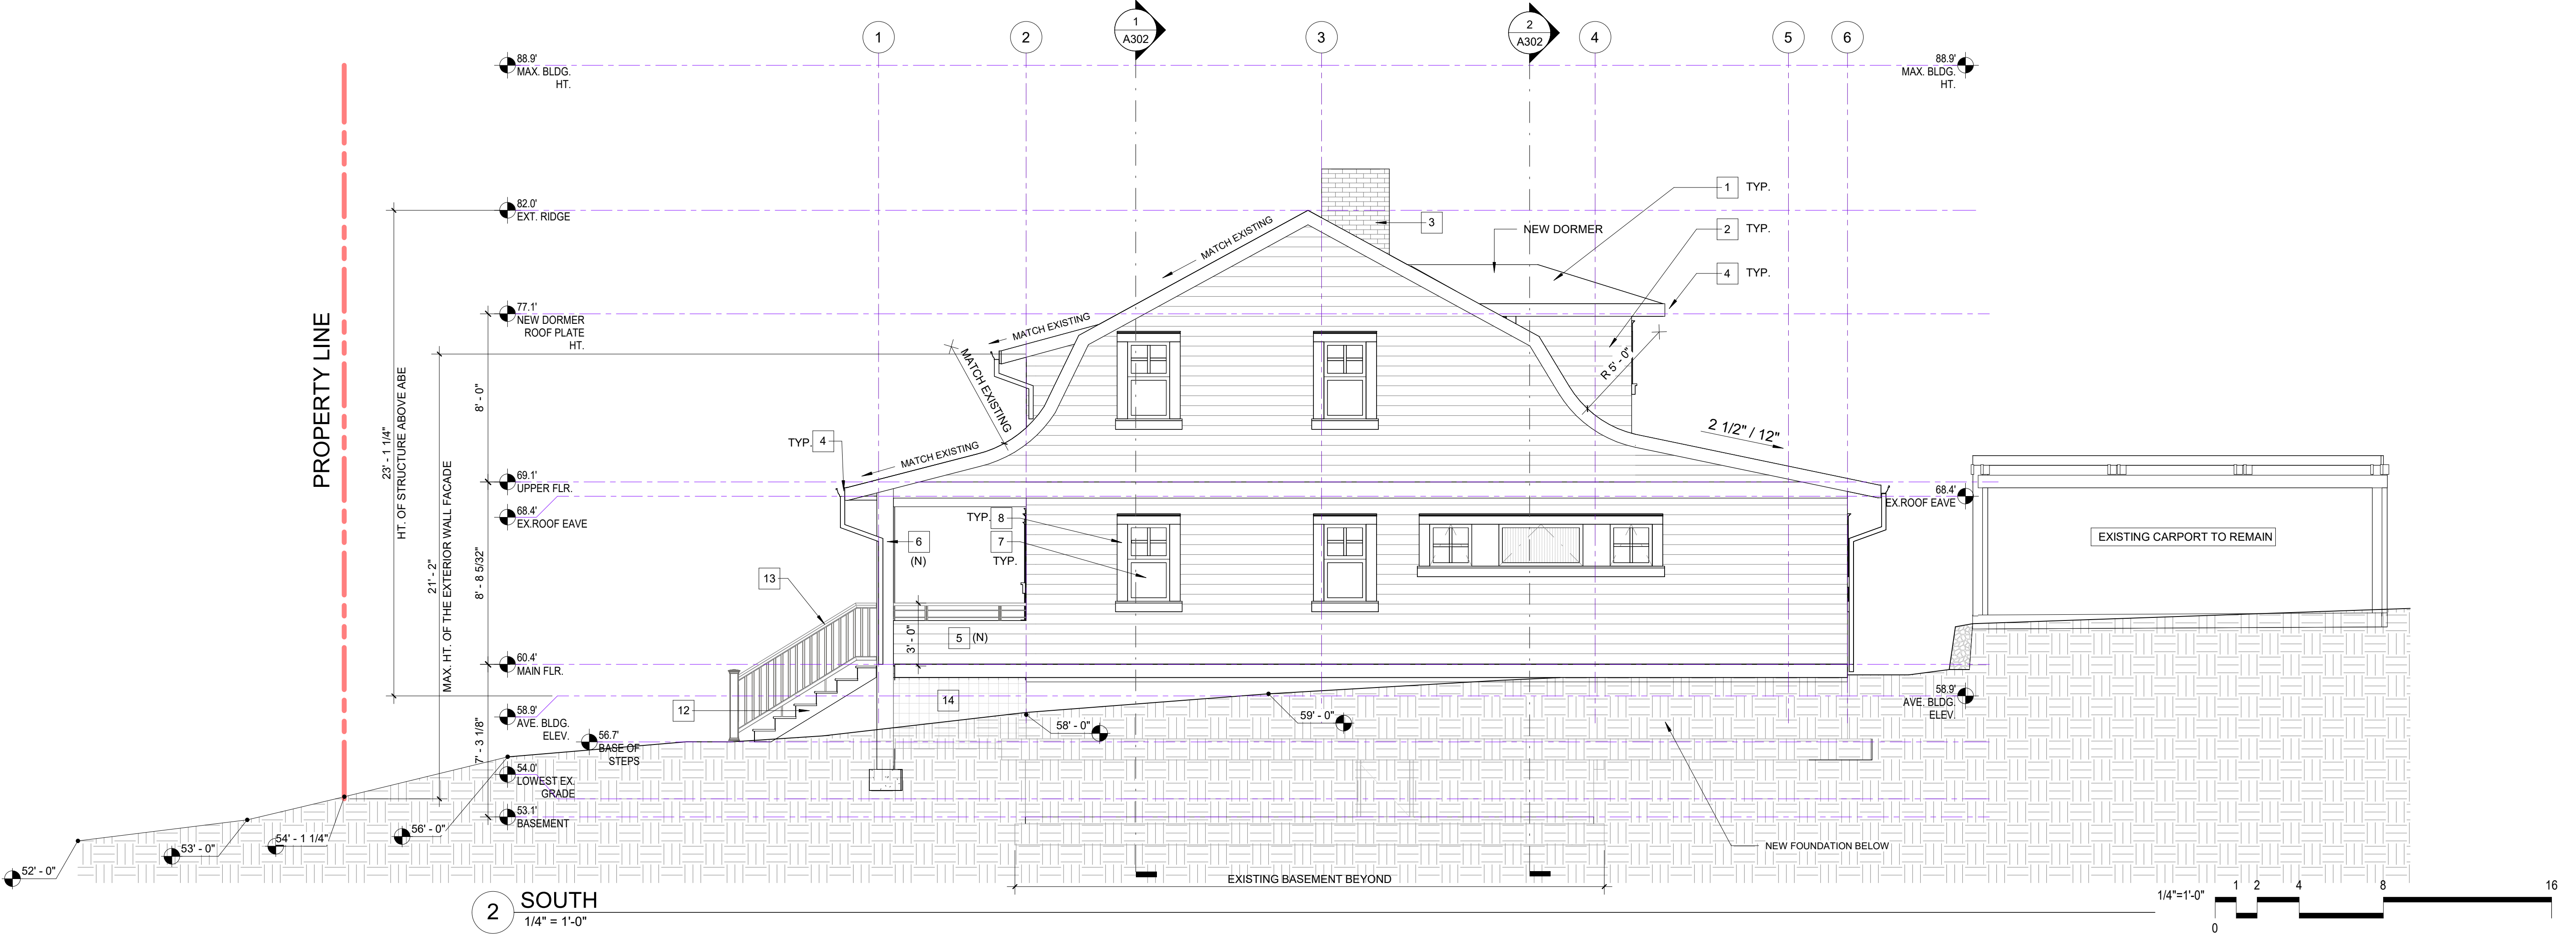 1
A302
2
A302
1
2
3
4
5
6
88.9'
MAX. BLDG.
HT.
88.9'
MAX. BLDG.
HT.
PROPERTY LINE
82.0'
EXT. RIDGE
MATCH EXISTING
3
NEW DORMER
1 TYP.
2 TYP.
4 TYP.
77.1'
NEW DORMER
ROOF PLATE
HT.
MATCH EXISTING
MATCH EXISTING
R 5' - 0"
2 1/2" / 12"
23' - 1 1/4"
HT. OF STRUCTURE ABOVE ABE
21' - 2"
MAX. HT. OF THE EXTERIOR WALL FACADE
8' - 0"
8' - 8 5/32"
7' - 3 1/8"
TYP. 4
MATCH EXISTING
69.1'
UPPER FLR.
68.4'
EX.ROOF EAVE
68.4'
EX.ROOF EAVE
TYP. 8
6
(N)
7
TYP.
EXISTING CARPORT TO REMAIN
13
5 (N)
3' - 0"
60.4'
MAIN FLR.
14
12
58.9'
AVE. BLDG.
ELEV.
58.9'
AVE. BLDG.
ELEV.
58' - 0"
59' - 0"
56.7'
BASE OF
STEPS
54.0'
LOWEST EX.
GRADE
53.1'
BASEMENT
56' - 0"
54' - 1 1/4"
53' - 0"
52' - 0"
NEW FOUNDATION BELOW
EXISTING BASEMENT BEYOND
2
SOUTH
1/4" = 1'-0"
1/4"=1'-0"
0
1
2
4
8
16